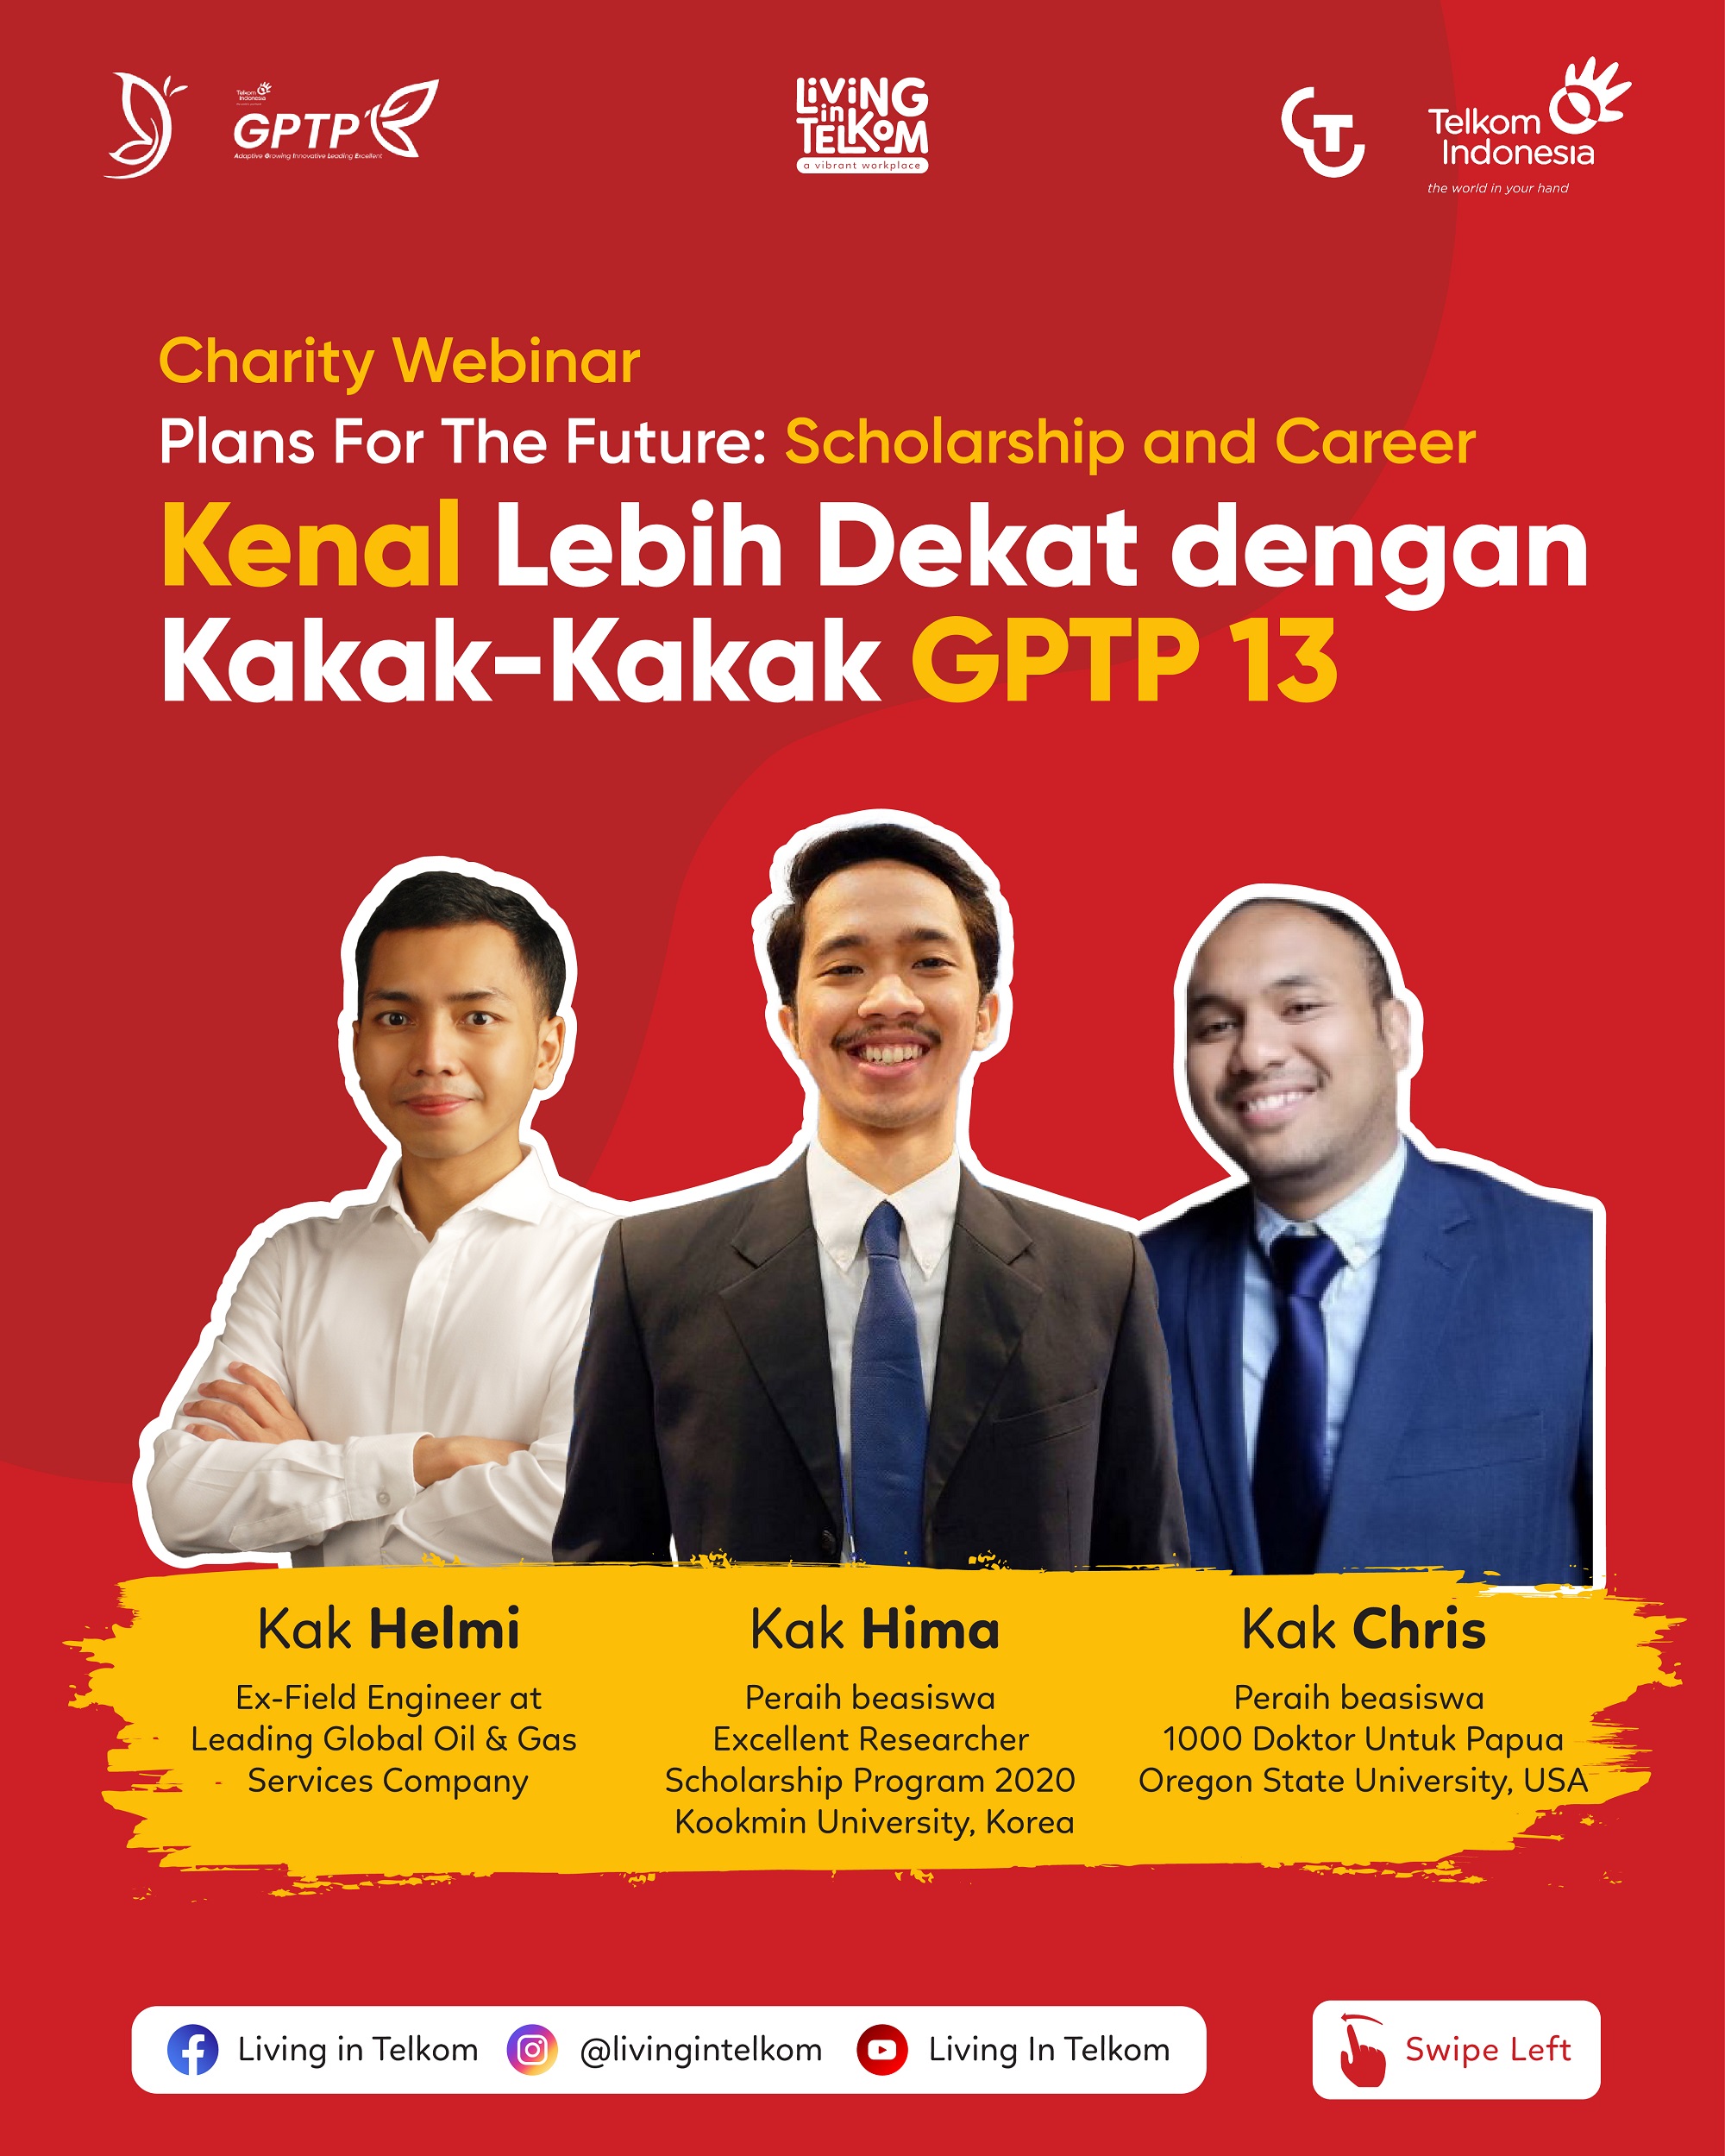 Telkom
Indonesia
GPTP
Adaptive Growing Innovative Leading Excellent
LiViNG
in
TELKoM
a vibrant workplace
CTU
Telkom
Indonesia
the world in your hand
Charity Webinar
Plans For The Future: Scholarship and Career
Kenal Lebih Dekat dengan
Kakak-Kakak GPTP 13
Kak Helmi
Ex-Field Engineer at
Leading Global Oil & Gas
Services Company
Kak Hima
Peraih beasiswa
Excellent Researcher
Scholarship Program 2020
Kookmin University, Korea
Kak Chris
Peraih beasiswa
1000 Doktor Untuk Papua
Oregon State University, USA
Living in Telkom
@livingintelkom
Living In Telkom
Swipe Left